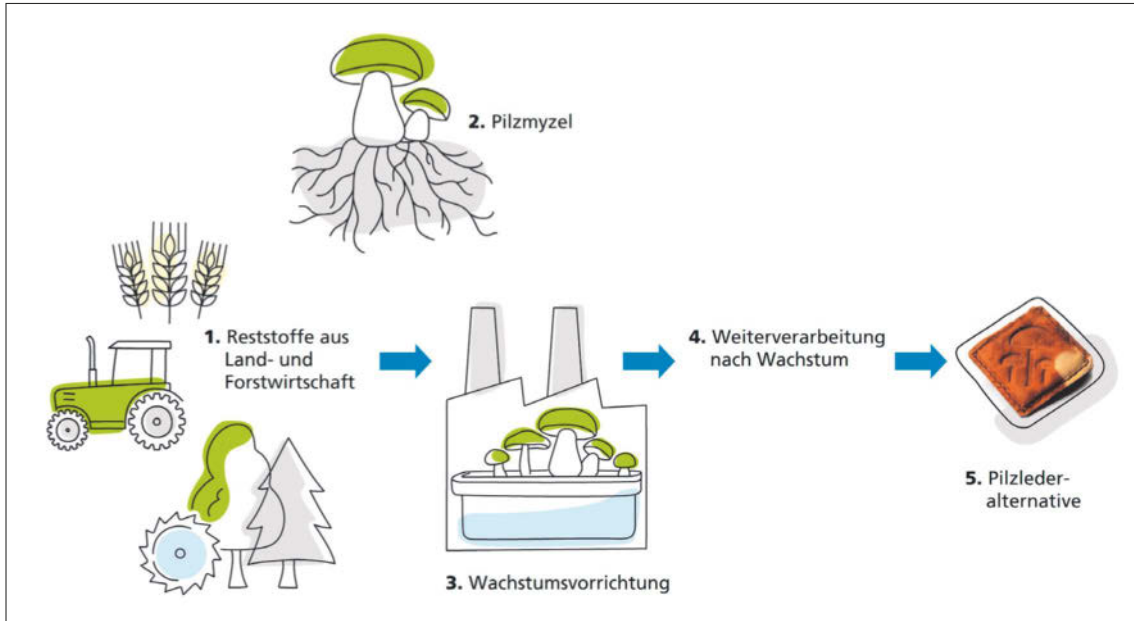 2. Pilzmyzel
1. Reststoffe aus
Land- und
Forstwirtschaft
3. Wachstumsvorrichtung
4. Weiterverarbeitung
nach Wachstum
5. Pilzleder-
alternative